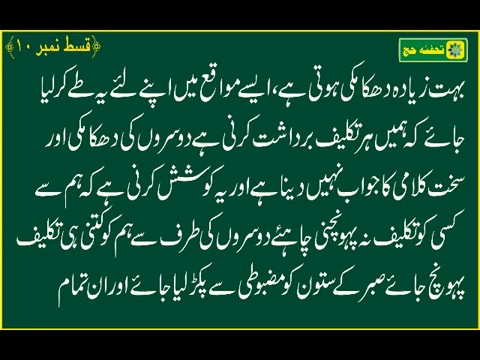 تحفئہ حج
﴿قسط نمبر ۱۰﴾
بہت زیادہ دھکا مکی ہوتی ہے، ایسے مواقع میں اپنے لئے یہ طے کر لیا
جائے کہ ہمیں ہر تکلیف برداشت کرنی ہے دوسروں کی دھکا مکی اور
سخت کلامی کا جواب نہیں دینا ہے اور یہ کوشش کرنی ہے کہ ہم سے
کسی کو تکلیف نہ پہونچنی چاہئے دوسروں کی طرف سے ہم کو کتنی ہی تکلیف
پہونچ جائے صبر کے ستون کو مضبوطی سے پکڑ لیا جائے اور ان تمام